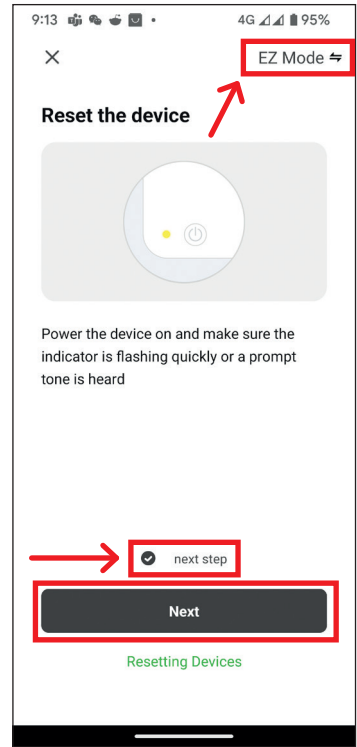 9:13 4G 95%
EZ Mode
Reset the device
Power the device on and make sure the
indicator is flashing quickly or a prompt
tone is heard
next step
Next
Resetting Devices